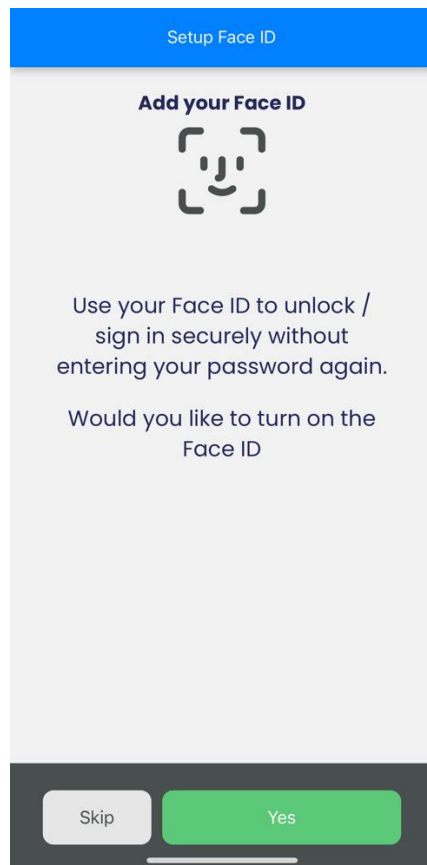 Setup Face ID
Add your Face ID
Use your Face ID to unlock /
sign in securely without
entering your password again.
Would you like to turn on the
Face ID
Skip
Yes